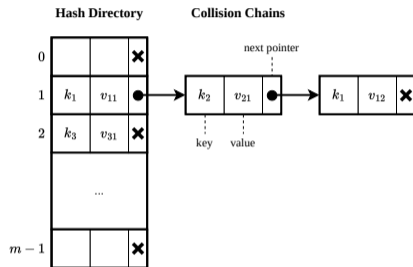 Hash Directory Collision Chains
next pointer
0
1 k₁ v₁₁ k₂ v₂₁ k₁ v₁₂
2 k₃ v₃₁
key value
...
m − 1